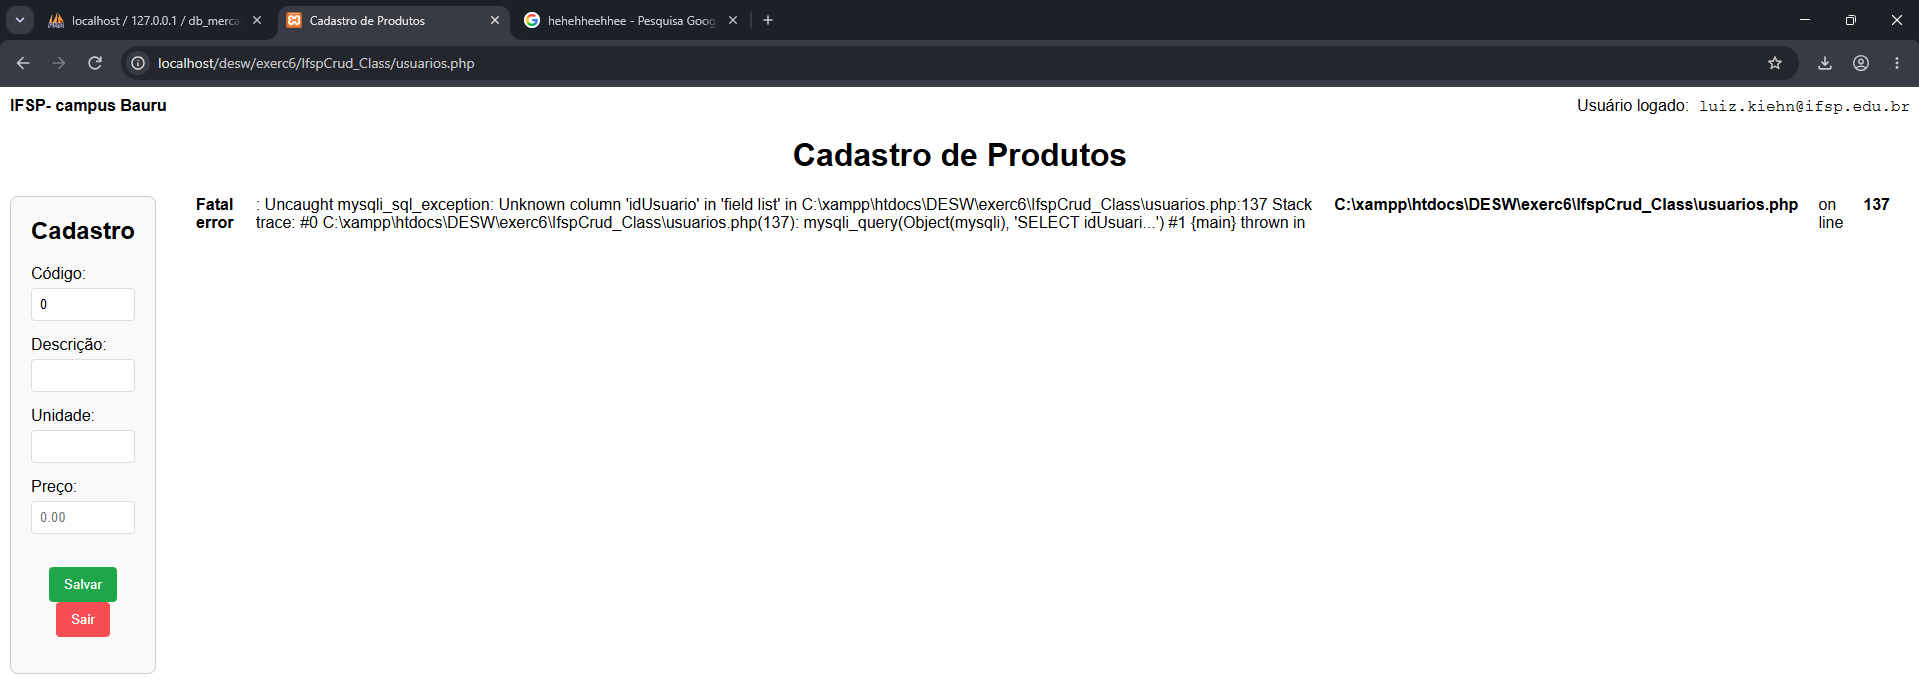 localhost / 127.0.0.1 / db_merca
Cadastro de Produtos
hehehheehhee - Pesquisa Goog
localhost/desw/exerc6/IfspCrud_Class/usuarios.php
IFSP- campus Bauru
Usuário logado: luiz.kiehn@ifsp.edu.br
Cadastro de Produtos
Cadastro
Código:
0
Descrição:
Unidade:
Preço:
0.00
Salvar
Sair
Fatal
error
: Uncaught mysqli_sql_exception: Unknown column 'idUsuario' in 'field list' in C:\xampp\htdocs\DESW\exerc6\IfspCrud_Class\usuarios.php:137 Stack
trace: #0 C:\xampp\htdocs\DESW\exerc6\IfspCrud_Class\usuarios.php(137): mysqli_query(Object(mysqli), 'SELECT idUsuari...') #1 {main} thrown in
C:\xampp\htdocs\DESW\exerc6\IfspCrud_Class\usuarios.php
on
line
137